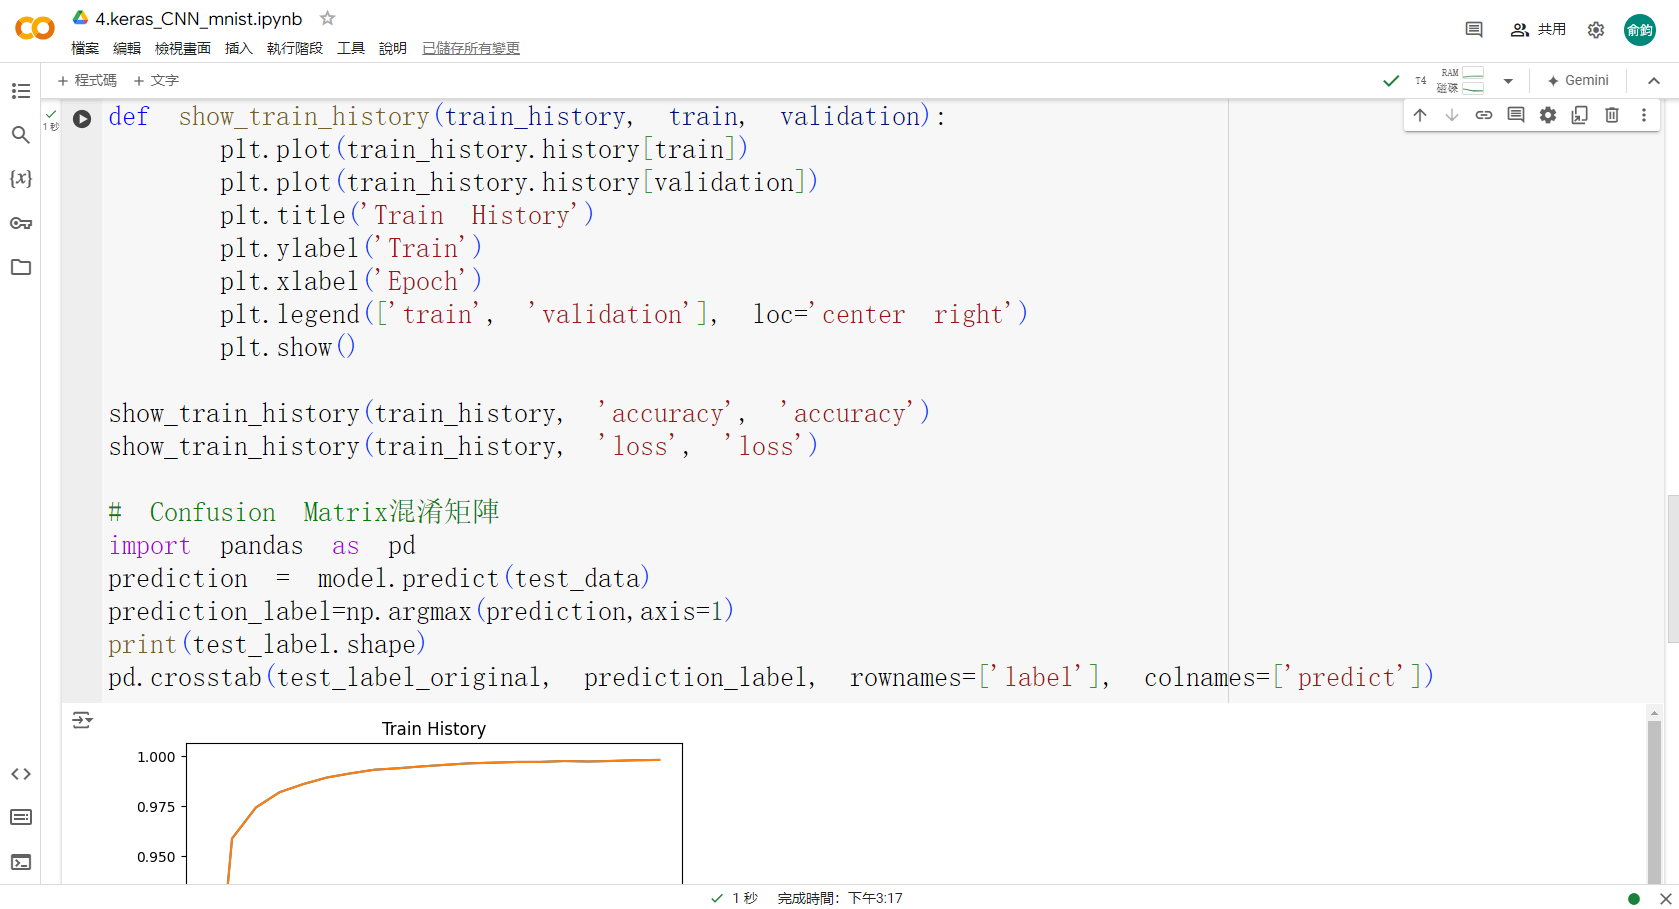 4.keras_CNN_mnist.ipynb
檔案 編輯 檢視畫面 插入 執行階段 工具 說明 已儲存所有變更
共用
俞鈞
+ 程式碼 + 文字
T4 RAM 磁碟 Gemini
{x}
1 秒
def show_train_history(train_history, train, validation):
plt.plot(train_history.history[train])
plt.plot(train_history.history[validation])
plt.title('Train History')
plt.ylabel('Train')
plt.xlabel('Epoch')
plt.legend(['train', 'validation'], loc='center right')
plt.show()
show_train_history(train_history, 'accuracy', 'accuracy')
show_train_history(train_history, 'loss', 'loss')
# Confusion Matrix混淆矩陣
import pandas as pd
prediction = model.predict(test_data)
prediction_label=np.argmax(prediction,axis=1)
print(test_label.shape)
pd.crosstab(test_label_original, prediction_label, rownames=['label'], colnames=['predict'])
Train History
1.000
0.975
0.950
1 秒 完成時間：下午3:17